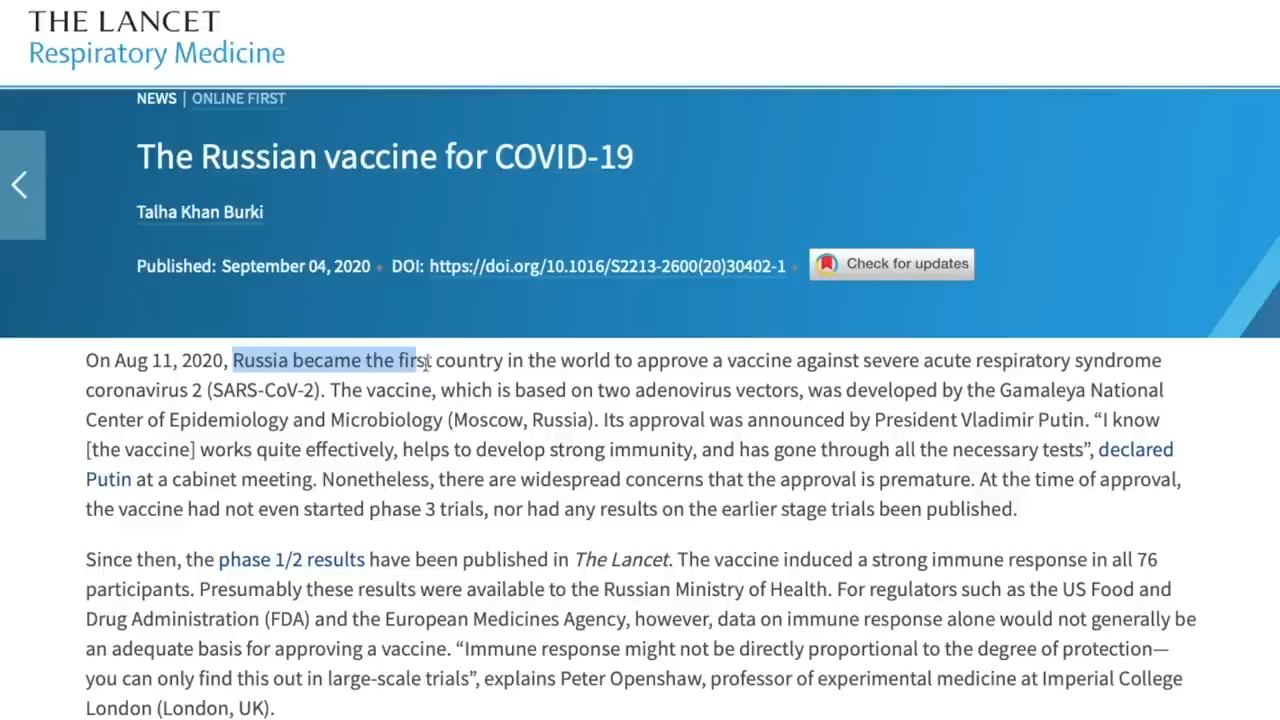 THE LANCET
Respiratory Medicine
NEWS | ONLINE FIRST
The Russian vaccine for COVID-19
Talha Khan Burki
Published: September 04, 2020 • DOI: https://doi.org/10.1016/S2213-2600(20)30402-1 • Check for updates
On Aug 11, 2020, Russia became the first country in the world to approve a vaccine against severe acute respiratory syndrome
coronavirus 2 (SARS-CoV-2). The vaccine, which is based on two adenovirus vectors, was developed by the Gamaleya National
Center of Epidemiology and Microbiology (Moscow, Russia). Its approval was announced by President Vladimir Putin. “I know
[the vaccine] works quite effectively, helps to develop strong immunity, and has gone through all the necessary tests”, declared
Putin at a cabinet meeting. Nonetheless, there are widespread concerns that the approval is premature. At the time of approval,
the vaccine had not even started phase 3 trials, nor had any results on the earlier stage trials been published.
Since then, the phase 1/2 results have been published in The Lancet. The vaccine induced a strong immune response in all 76
participants. Presumably these results were available to the Russian Ministry of Health. For regulators such as the US Food and
Drug Administration (FDA) and the European Medicines Agency, however, data on immune response alone would not generally be
an adequate basis for approving a vaccine. “Immune response might not be directly proportional to the degree of protection—
you can only find this out in large-scale trials”, explains Peter Openshaw, professor of experimental medicine at Imperial College
London (London, UK).